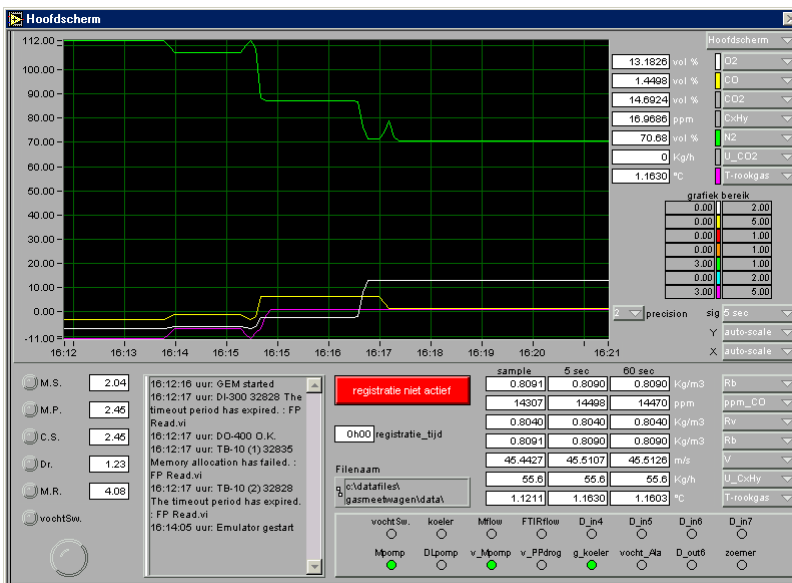 Hoofdscherm
Hoofdscherm
112.00
100.00
90.00
80.00
70.00
60.00
50.00
40.00
30.00
20.00
10.00
0.00
-11.00
16:12 16:13 16:14 16:15 16:15 16:16 16:17 16:18 16:19 16:20 16:21
13.1826 vol % O2
1.4498 vol % CO
14.6924 vol % CO2
16.9686 ppm CxHy
70.68 vol % N2
0 Kg/h U_CO2
1.1630 °C T-rookgas
grafiek bereik
0.00 2.00
0.00 5.00
0.00 1.00
0.00 1.00
3.00 1.00
0.00 2.00
3.00 5.00
2 precision sig 5 sec
Y auto-scale
X auto-scale
M.S. 2.04
M.P. 2.45
C.S. 2.45
Dr. 1.23
M.R. 4.08
vochtSw.
16:12:16 uur: GEM started
16:12:17 uur: DI-300 32828 The
timeout period has expired. : FP
Read.vi
16:12:17 uur: DO-400 O.K.
16:12:17 uur: TB-10 (1) 32835
Memory allocation has failed. :
FP Read.vi
16:12:17 uur: TB-10 (2) 32828
The timeout period has expired.
: FP Read.vi
16:14:05 uur: Emulator gestart
registratie niet actief
0h00 registratie_tijd
Filenaam
c:\datafiles\
gasmeetwagen\data\
sample 5 sec 60 sec
0.8091 0.8090 0.8090 Kg/m3 Rb
14307 14498 14470 ppm ppm_CO
0.8040 0.8040 0.8040 Kg/m3 Rv
0.8091 0.8090 0.8090 Kg/m3 Rb
45.4427 45.5107 45.5126 m/s V
55.6 55.6 55.6 Kg/h U_CxHy
1.1211 1.1630 1.1603 °C T-rookgas
vochtSw. koeler Mflow FTIRflow D_in4 D_in5 D_in6 D_in7
Mpomp DLpomp v_Mpomp v_PPdrog g_koeler vocht_Ala D_out6 zoemer